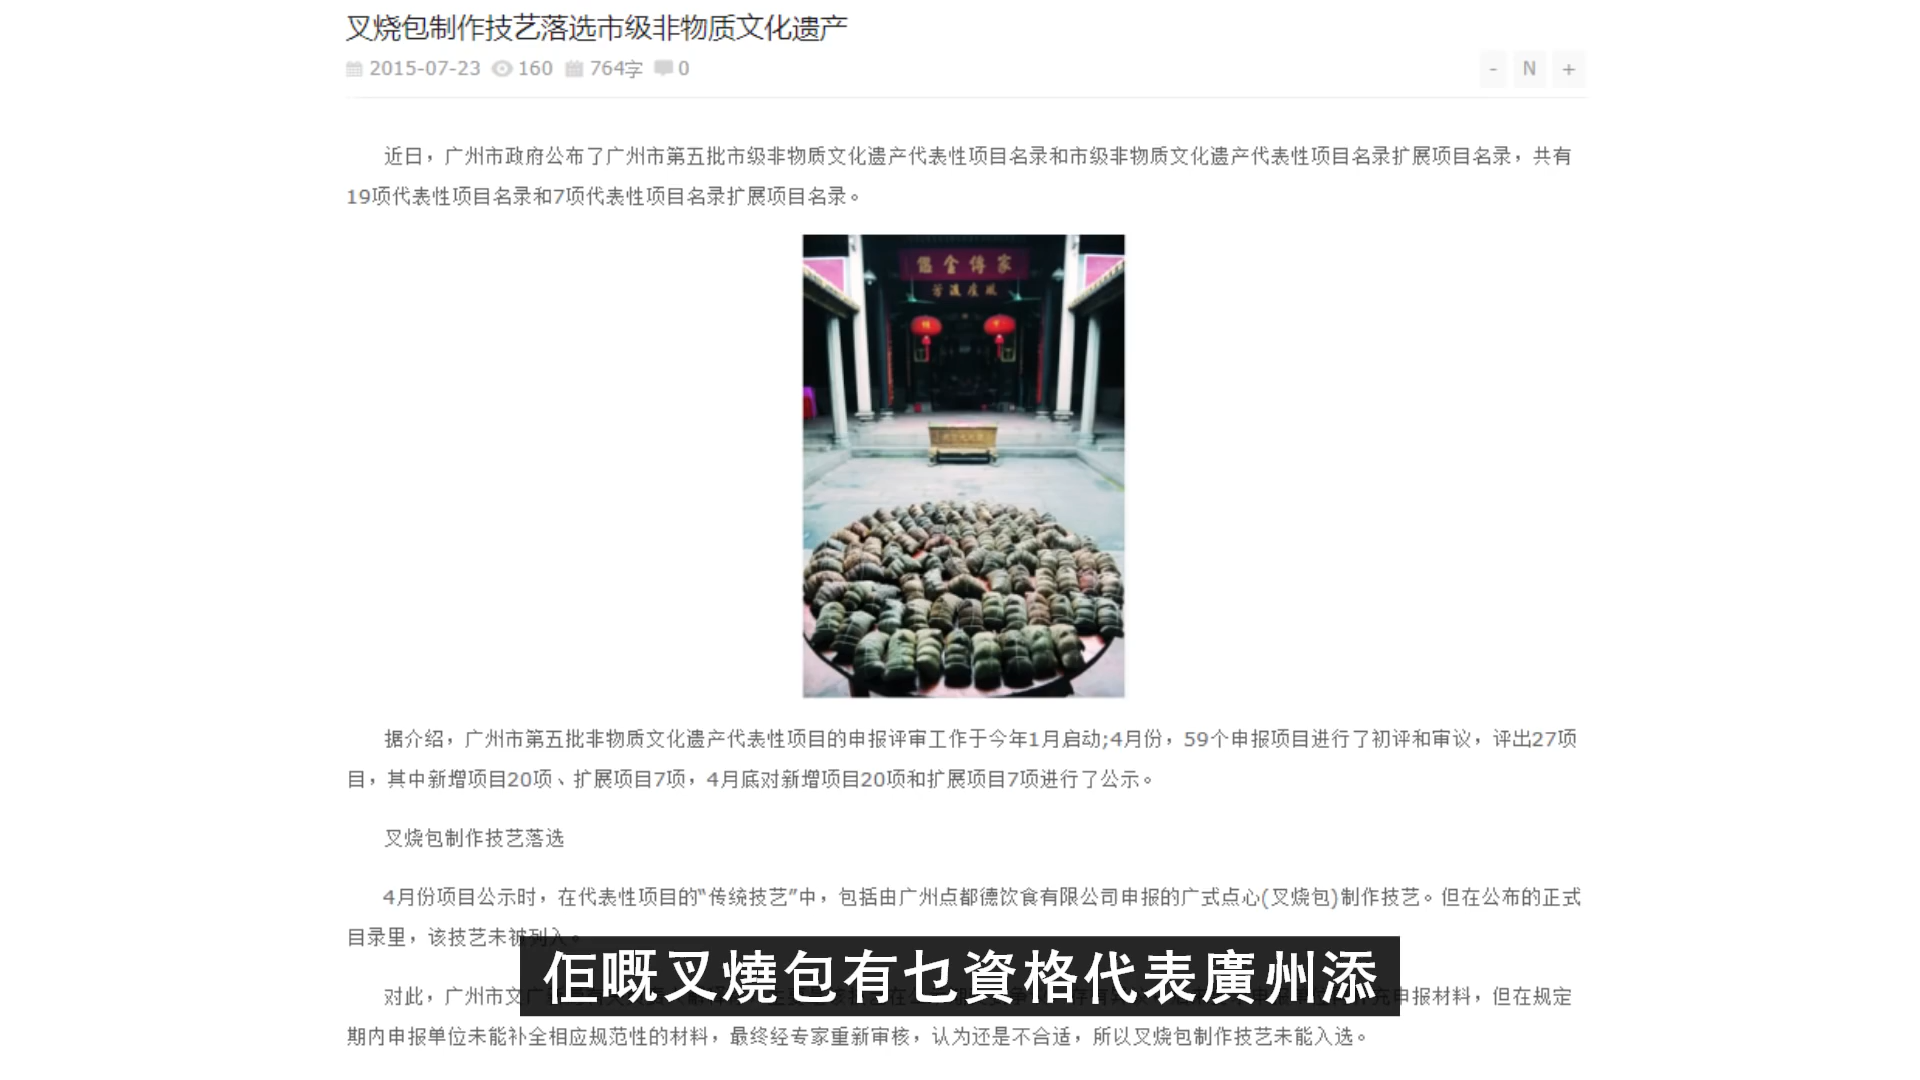 叉烧包制作技艺落选市级非物质文化遗产
2015-07-23 160 764字 0
- N +
近日，广州市政府公布了广州市第五批市级非物质文化遗产代表性项目名录和市级非物质文化遗产代表性项目名录扩展项目名录，共有
19项代表性项目名录和7项代表性项目名录扩展项目名录。
家傳金鑑
据介绍，广州市第五批非物质文化遗产代表性项目的申报评审工作于今年1月启动;4月份，59个申报项目进行了初评和审议，评出27项
目，其中新增项目20项、扩展项目7项，4月底对新增项目20项和扩展项目7项进行了公示。
叉烧包制作技艺落选
4月份项目公示时，在代表性项目的“传统技艺”中，包括由广州点都德饮食有限公司申报的广式点心(叉烧包)制作技艺。但在公布的正式
目录里，该技艺未被列入。
佢嘅叉燒包有乜資格代表廣州添
对此，广州市文 申报材料，但在规定
期内申报单位未能补全相应规范性的材料，最终经专家重新审核，认为还是不合适，所以叉烧包制作技艺未能入选。